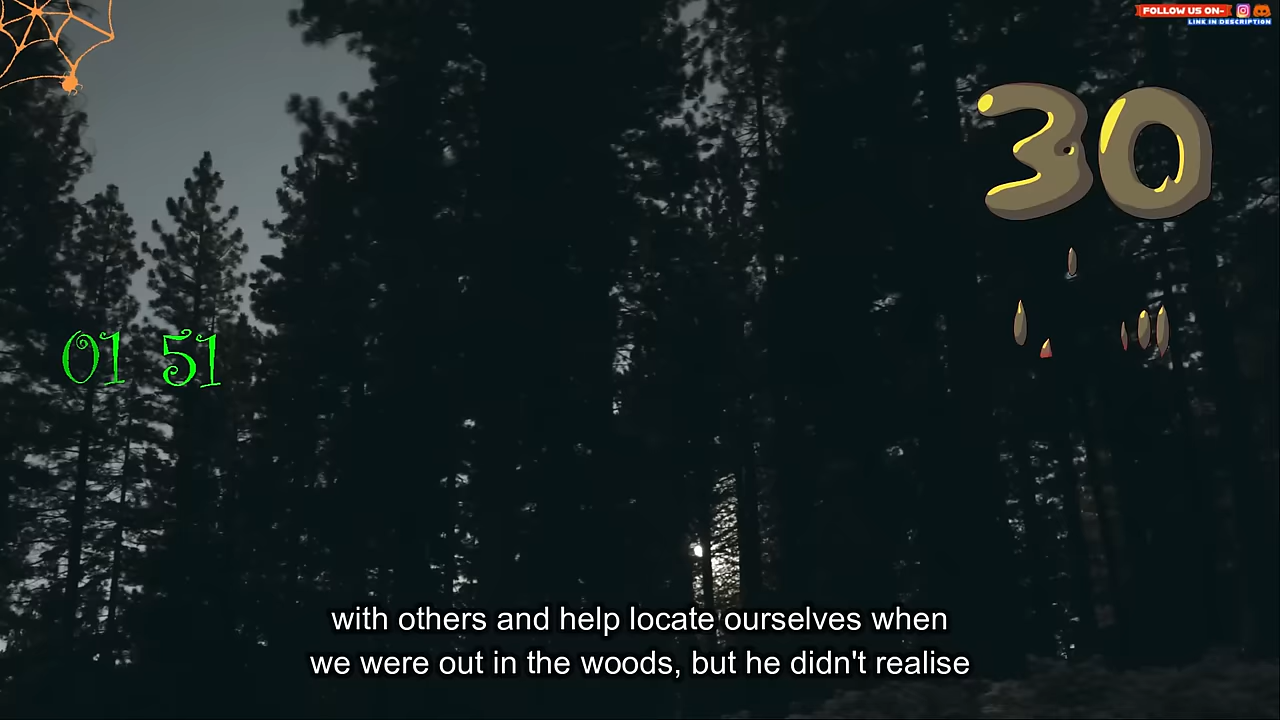 FOLLOW US ON-
LINK IN DESCRIPTION
30
01 51
with others and help locate ourselves when
we were out in the woods, but he didn't realise